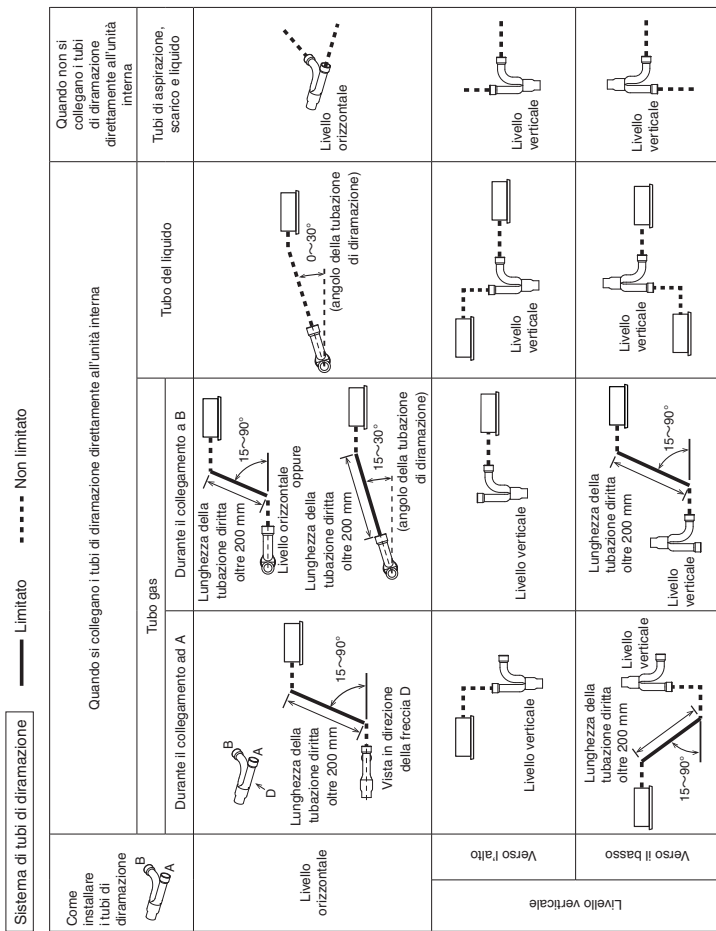 Sistema di tubi di diramazione
Limitato
Non limitato
Come
installare
i tubi di
diramazione
B
A
Quando si collegano i tubi di diramazione direttamente all'unità interna
Quando non si
collegano i tubi
di diramazione
direttamente all'unità
interna
Tubo gas
Tubo del liquido
Tubi di aspirazione,
scarico e liquido
Durante il collegamento ad A
Durante il collegamento a B
Livello
orizzontale
B
A
D
Lunghezza della
tubazione diritta
oltre 200 mm
15～90°
Vista in direzione
della freccia D
Lunghezza della
tubazione diritta
oltre 200 mm
15～90°
Livello orizzontale
oppure
Lunghezza della
tubazione diritta
oltre 200 mm
15～30°
(angolo della tubazione
di diramazione)
0～30°
(angolo della tubazione
di diramazione)
Livello
orizzontale
Livello verticale
Verso l'alto
Livello verticale
Livello verticale
Livello
verticale
Livello
verticale
Verso il basso
Lunghezza della
tubazione diritta
oltre 200 mm
15～90°
Livello
verticale
Lunghezza della
tubazione diritta
oltre 200 mm
15～90°
Livello
verticale
Livello
verticale
Livello
verticale